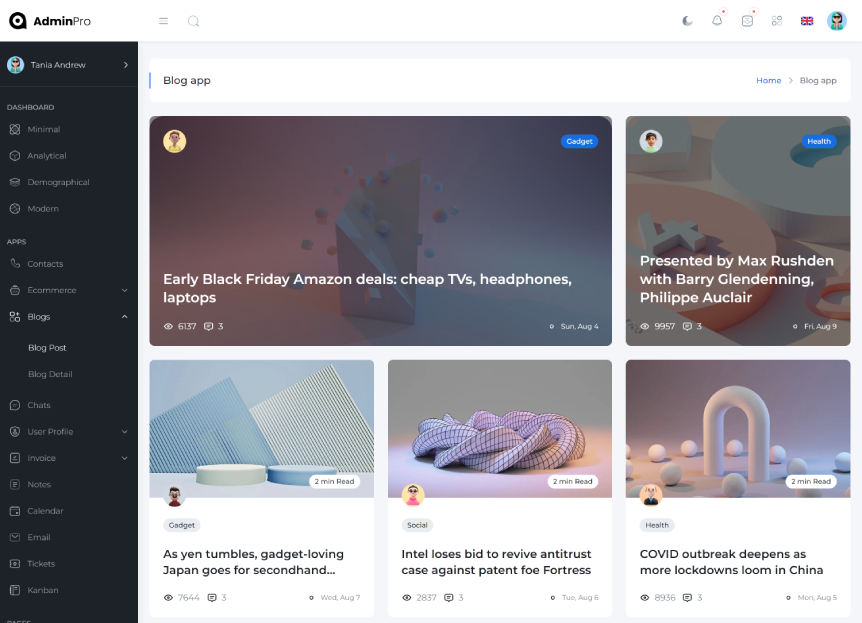 AdminPro
Tania Andrew
DASHBOARD
Minimal
Analytical
Demographical
Modern
APPS
Contacts
Ecommerce
Blogs
Blog Post
Blog Detail
Chats
User Profile
Invoice
Notes
Calendar
Email
Tickets
Kanban
Blog app
Home
Blog app
Gadget
Early Black Friday Amazon deals: cheap TVs, headphones,
laptops
6137
3
Sun, Aug 4
Health
Presented by Max Rushden
with Barry Glendenning,
Philippe Auclair
9957
3
Fri, Aug 9
2 min Read
Gadget
As yen tumbles, gadget-loving
Japan goes for secondhand...
7644
3
Wed, Aug 7
2 min Read
Social
Intel loses bid to revive antitrust
case against patent foe Fortress
2837
3
Tue, Aug 6
2 min Read
Health
COVID outbreak deepens as
more lockdowns loom in China
8936
3
Mon, Aug 5